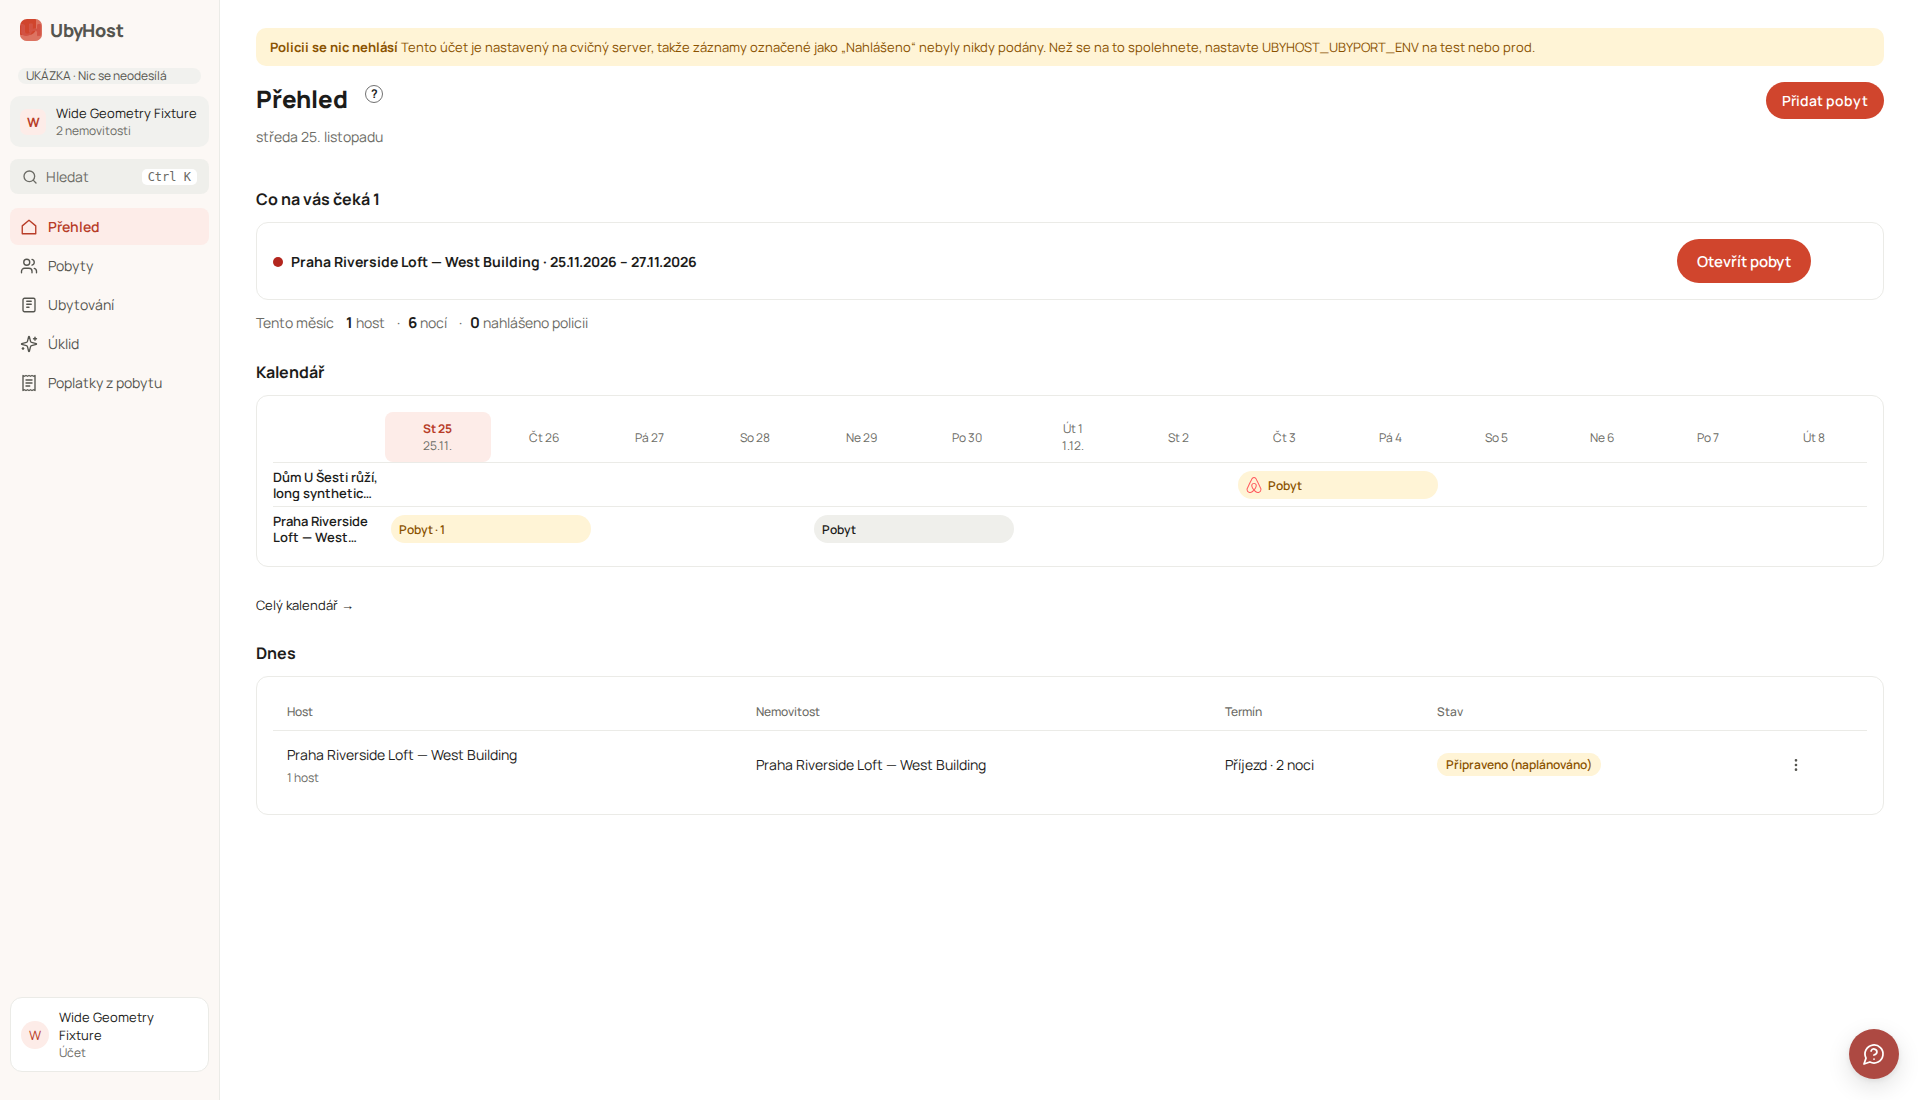 UbyHost
UKÁZKA · Nic se neodesílá
W
Wide Geometry Fixture
2 nemovitosti
Hledat
Ctrl K
Přehled
Pobyty
Ubytování
Úklid
Poplatky z pobytu
W
Wide Geometry
Fixture
Účet
Policii se nic nehlásí Tento účet je nastavený na cvičný server, takže záznamy označené jako „Nahlášeno“ nebyly nikdy podány. Než se na to spolehnete, nastavte UBYHOST_UBYPORT_ENV na test nebo prod.
Přehled ?
Přidat pobyt
středa 25. listopadu
Co na vás čeká 1
Praha Riverside Loft — West Building · 25.11.2026 – 27.11.2026
Otevřít pobyt
Tento měsíc 1 host · 6 nocí · 0 nahlášeno policii
Kalendář
St 25
25.11.
Čt 26
Pá 27
So 28
Ne 29
Po 30
Út 1
1.12.
St 2
Čt 3
Pá 4
So 5
Ne 6
Po 7
Út 8
Dům U Šesti růží,
long synthetic…
Pobyt
Praha Riverside
Loft — West…
Pobyt · 1
Pobyt
Celý kalendář →
Dnes
Host Nemovitost Termín Stav
Praha Riverside Loft — West Building
1 host
Praha Riverside Loft — West Building
Příjezd · 2 noci
Připraveno (naplánováno)